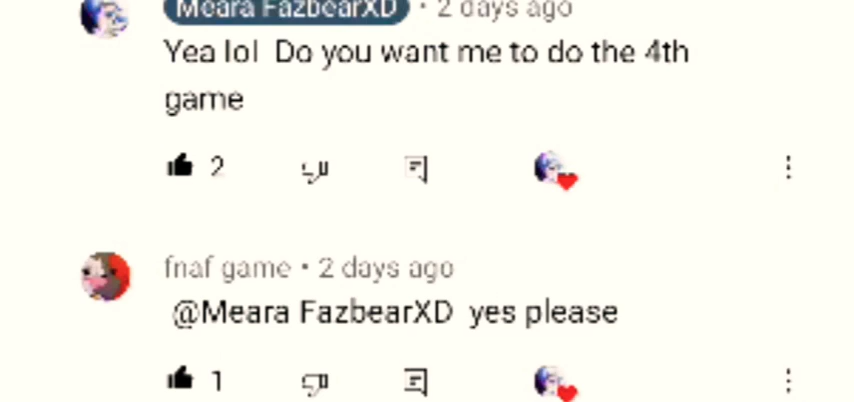 Meara FazbearXD • 2 days ago
Yea lol Do you want me to do the 4th
game
2
fnaf game • 2 days ago
@Meara FazbearXD yes please
1